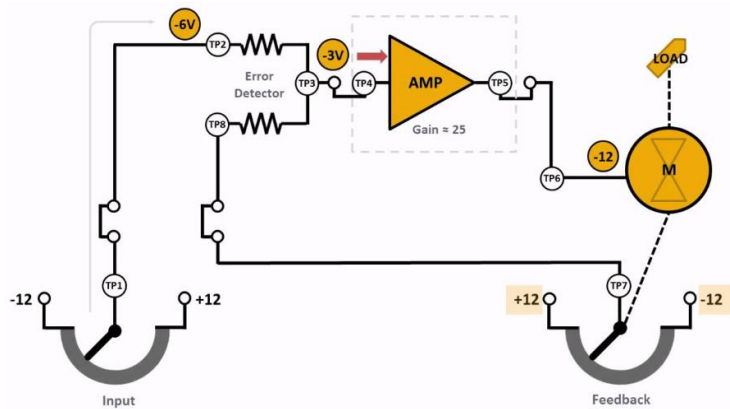 -6V
TP2
-3V
LOAD
Error
Detector
TP3
TP4
AMP
TP5
TP8
Gain ≈ 25
-12
M
TP6
TP1
TP7
-12
+12
+12
-12
Input
Feedback